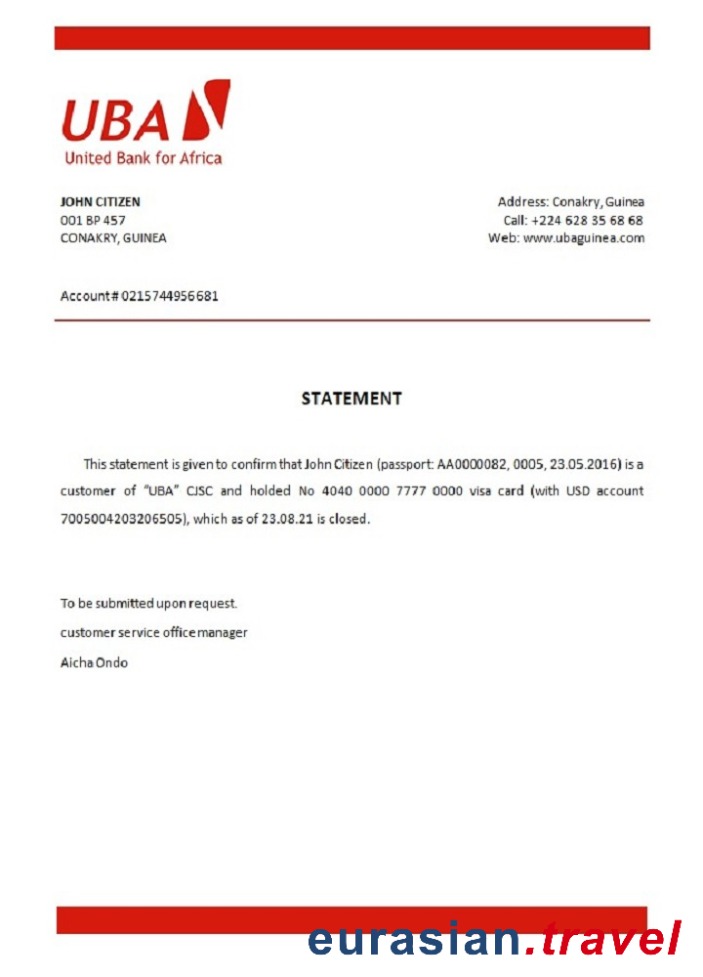 UBA
United Bank for Africa
JOHN CITIZEN
001 BP 457
CONAKRY, GUINEA
Address: Conakry, Guinea
Call: +224 628 35 68 68
Web: www.ubaguinea.com
Account# 0215744956681
STATEMENT
This statement is given to confirm that John Citizen (passport: AA0000082, 0005, 23.05.2016) is a
customer of “UBA” CJSC and holded No 4040 0000 7777 0000 visa card (with USD account
7005004203206505), which as of 23.08.21 is closed.
To be submitted upon request.
customer service office manager
Aicha Ondo
eurasian.travel